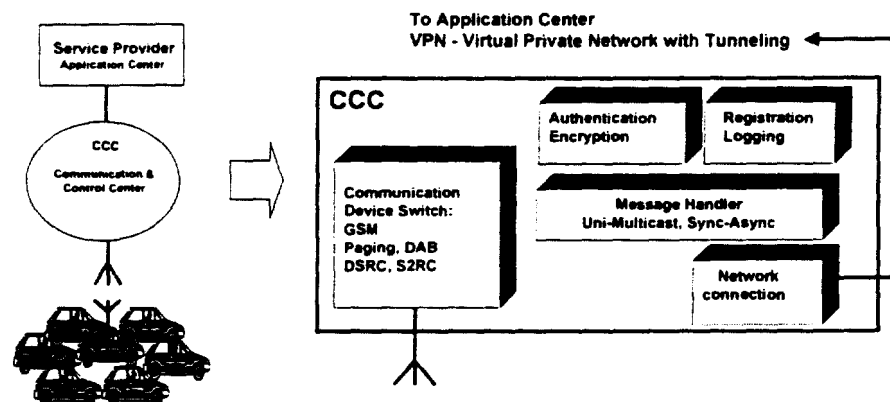 To Application Center
VPN - Virtual Private Network with Tunneling
Service Provider
Application Center
CCC
Communication &
Control Center
CCC
Authentication
Encryption
Registration
Logging
Communication
Device Switch:
GSM
Paging, DAB
DSRC, S2RC
Message Handler
Uni-Multicast, Sync-Async
Network
connection